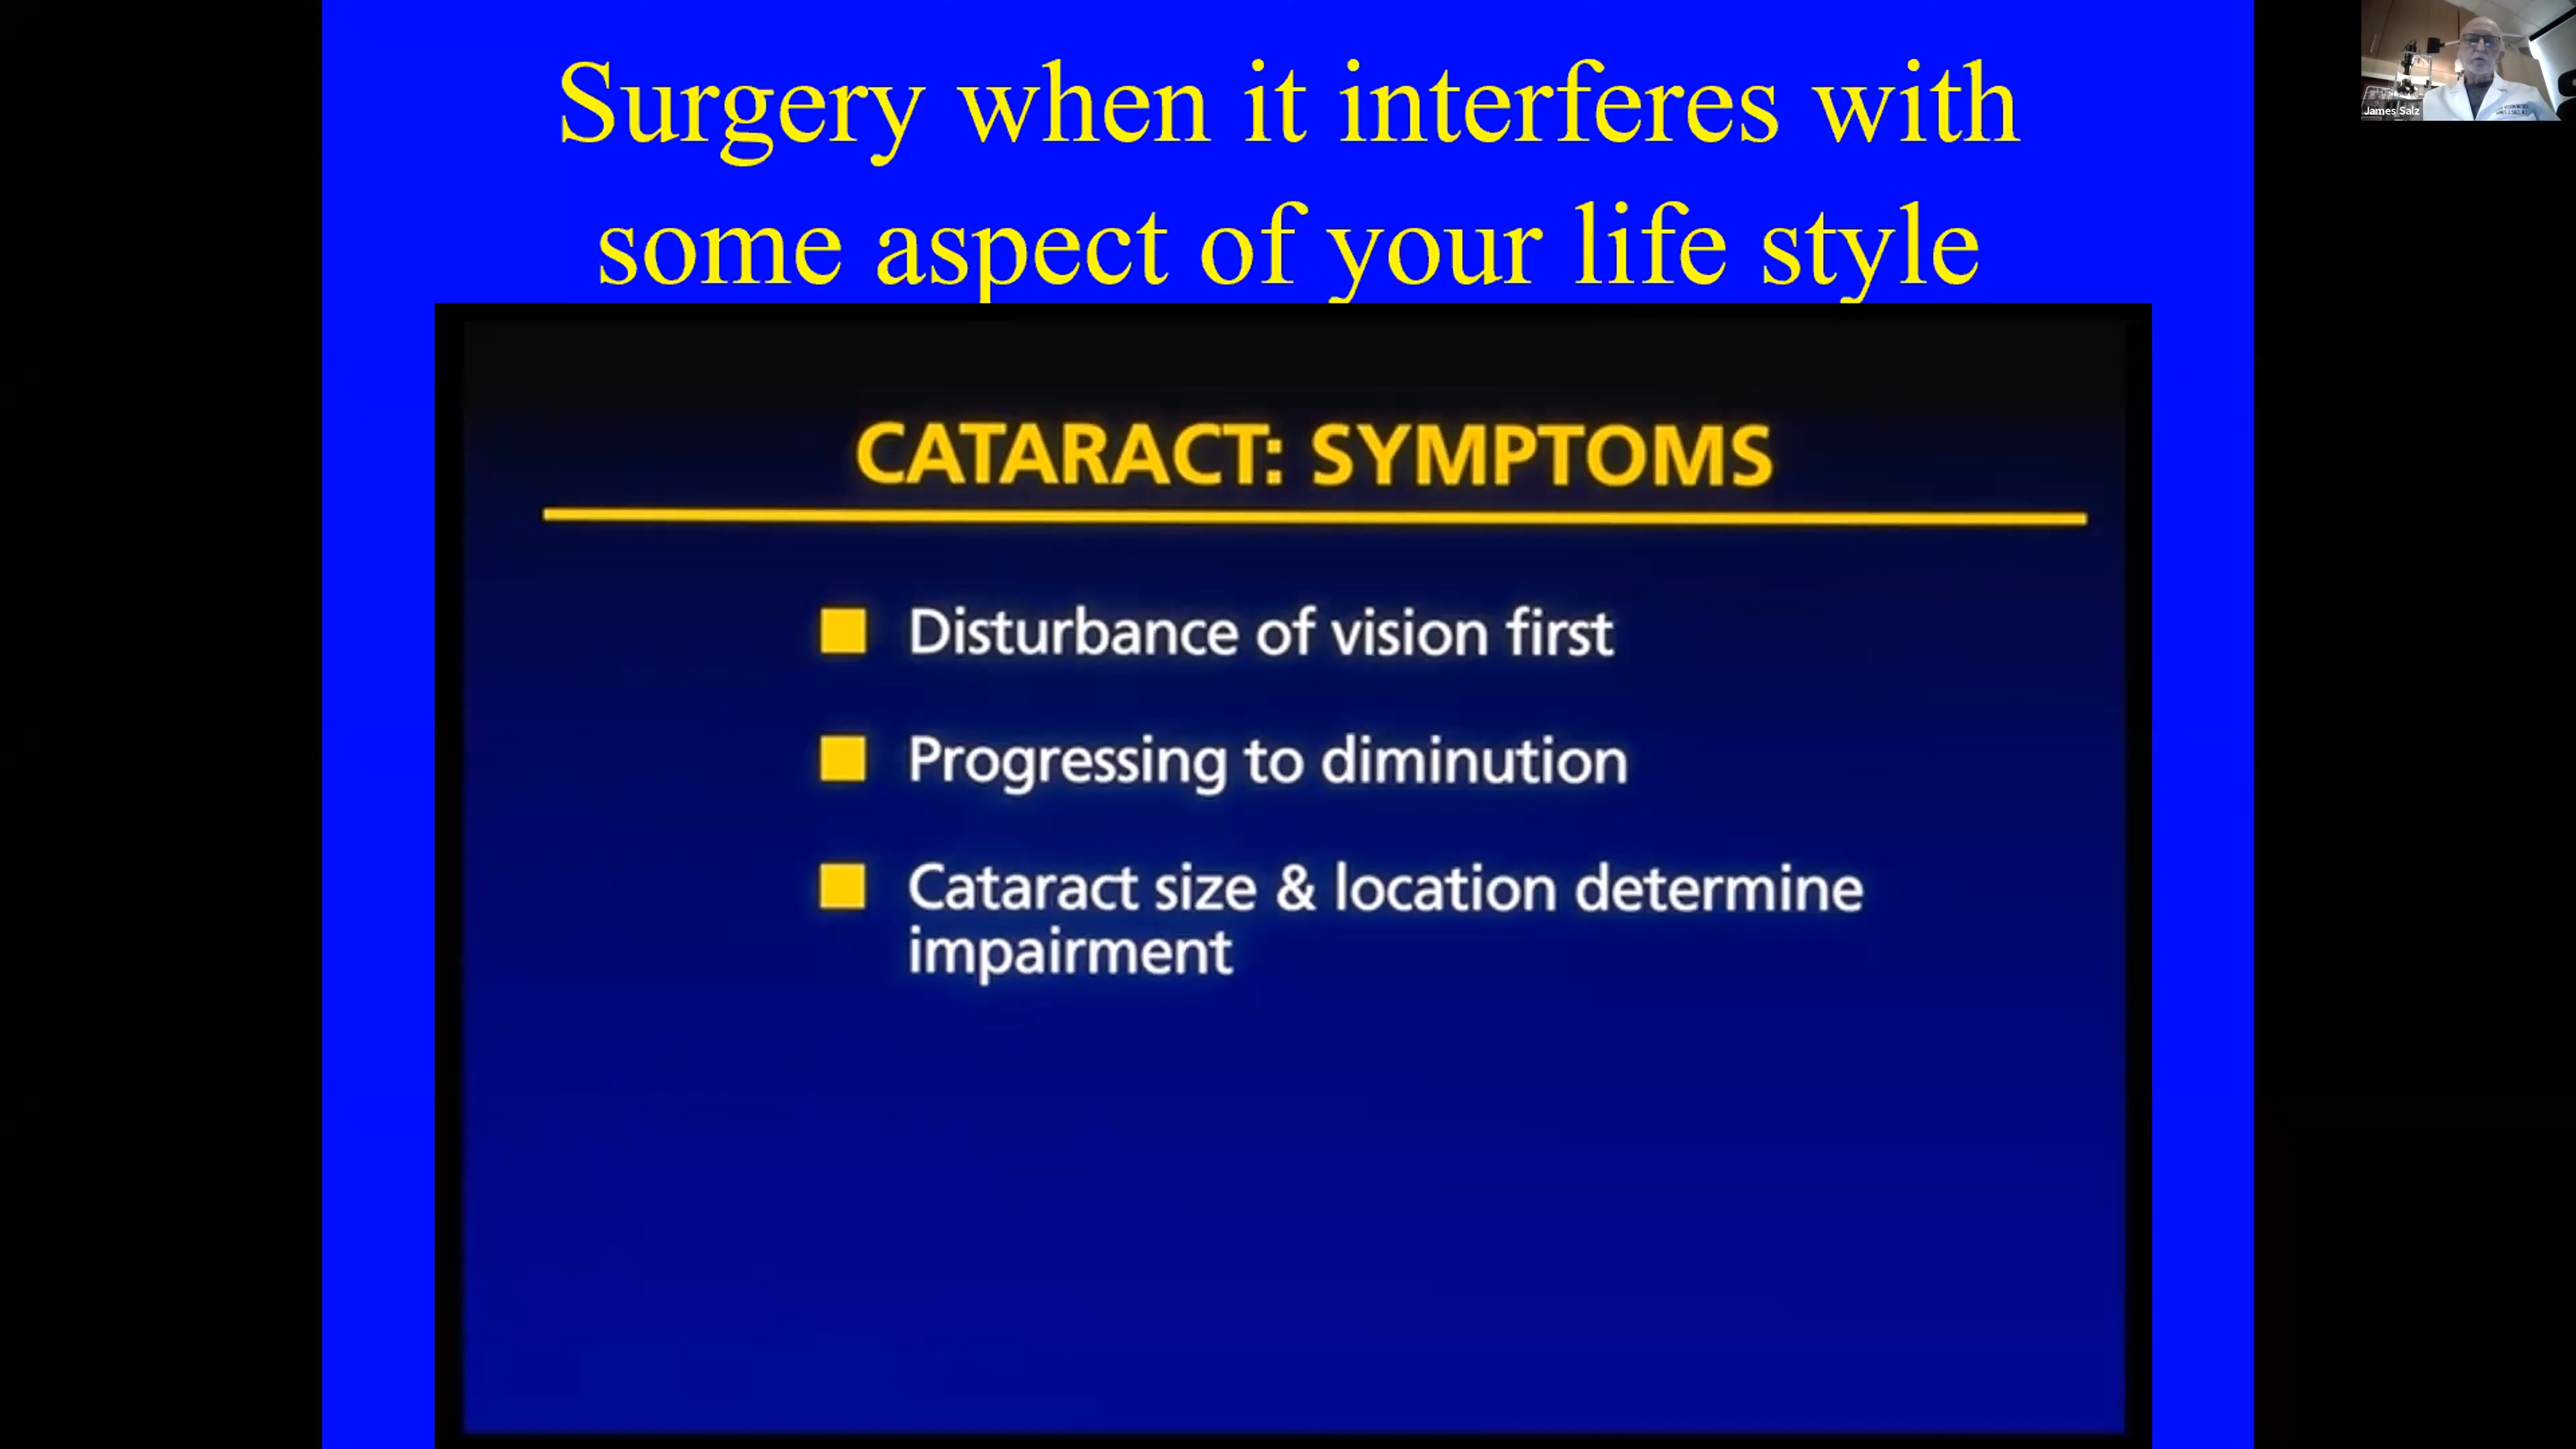 Surgery when it interferes with
some aspect of your life style
James Salz
CATARACT: SYMPTOMS
Disturbance of vision first
Progressing to diminution
Cataract size & location determine
impairment